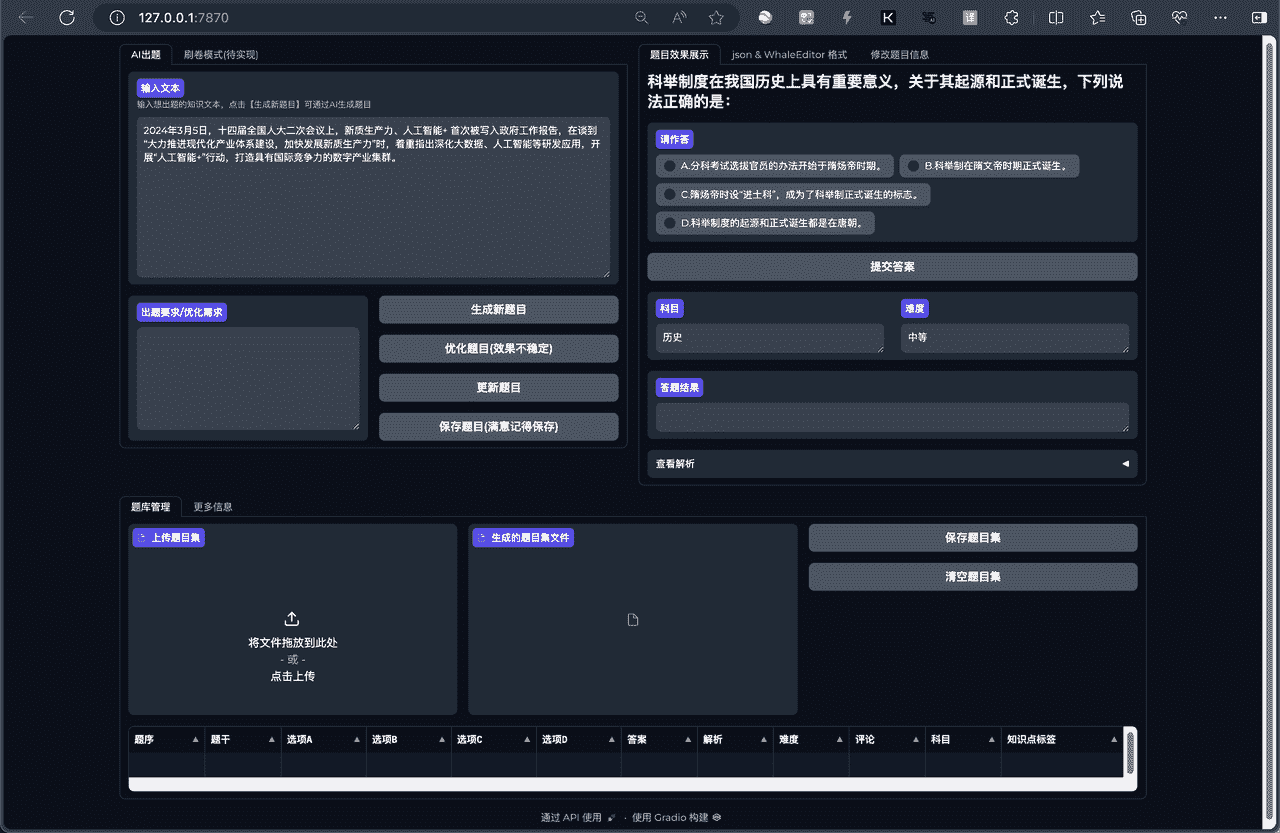 127.0.0.1:7870
AI出题
刷卷模式(待实现)
输入文本
输入想出题的知识文本，点击【生成新题目】可通过AI生成题目
2024年3月5日，十四届全国人大二次会议上，新质生产力、人工智能+ 首次被写入政府工作报告，在谈到
“大力推进现代化产业体系建设，加快发展新质生产力”时，着重指出深化大数据、人工智能等研发应用，开
展“人工智能+”行动，打造具有国际竞争力的数字产业集群。
出题要求/优化需求
生成新题目
优化题目(效果不稳定)
更新题目
保存题目(满意记得保存)
题目效果展示
json & WhaleEditor 格式
修改题目信息
科举制度在我国历史上具有重要意义，关于其起源和正式诞生，下列说
法正确的是：
请作答
A.分科考试选拔官员的办法开始于隋炀帝时期。
B.科举制在隋文帝时期正式诞生。
C.隋炀帝时设“进士科”，成为了科举制正式诞生的标志。
D.科举制度的起源和正式诞生都是在唐朝。
提交答案
科目
难度
历史
中等
答题结果
查看解析
题库管理
更多信息
上传题目集
生成的题目集文件
保存题目集
清空题目集
将文件拖放到此处
- 或 -
点击上传
题序
题干
选项A
选项B
选项C
选项D
答案
解析
难度
评论
科目
知识点标签
通过 API 使用 · 使用 Gradio 构建